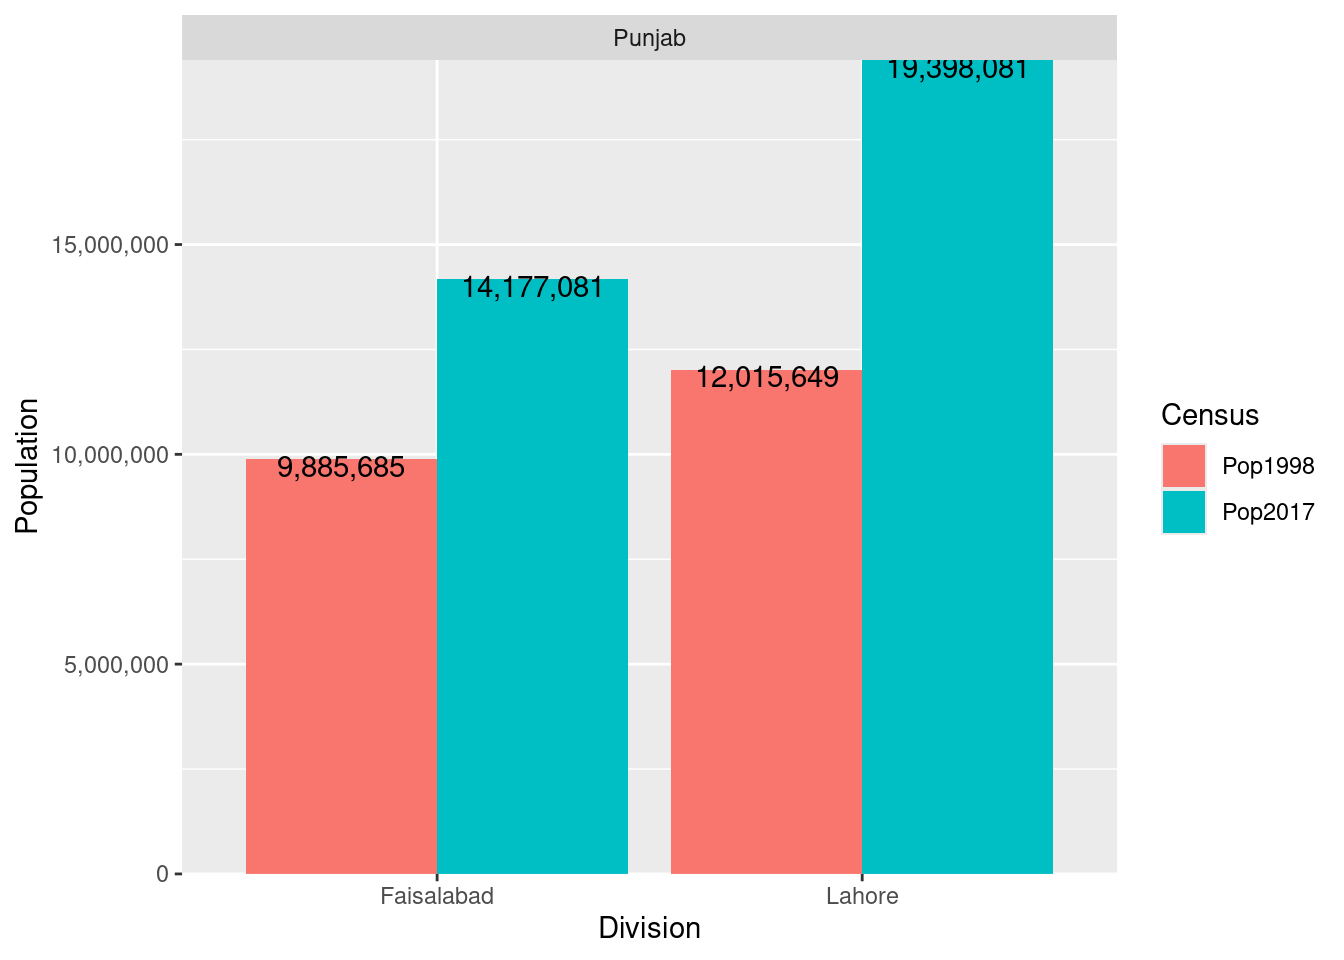 Punjab
19,398,081
15,000,000
14,177,081
12,015,649
10,000,000
9,885,685
5,000,000
0
Faisalabad
Lahore
Division
Population
Census
Pop1998
Pop2017